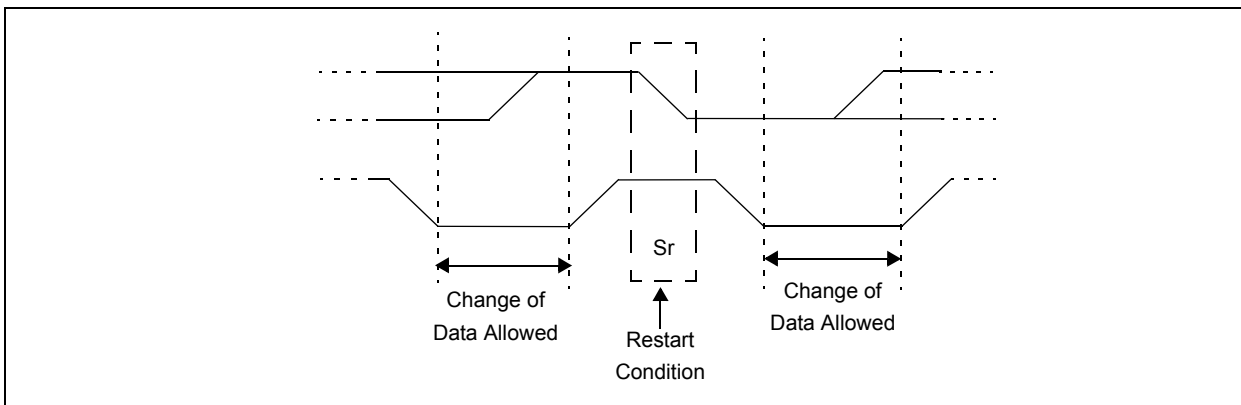 Sr
Change of
Data Allowed
Restart
Condition
Change of
Data Allowed